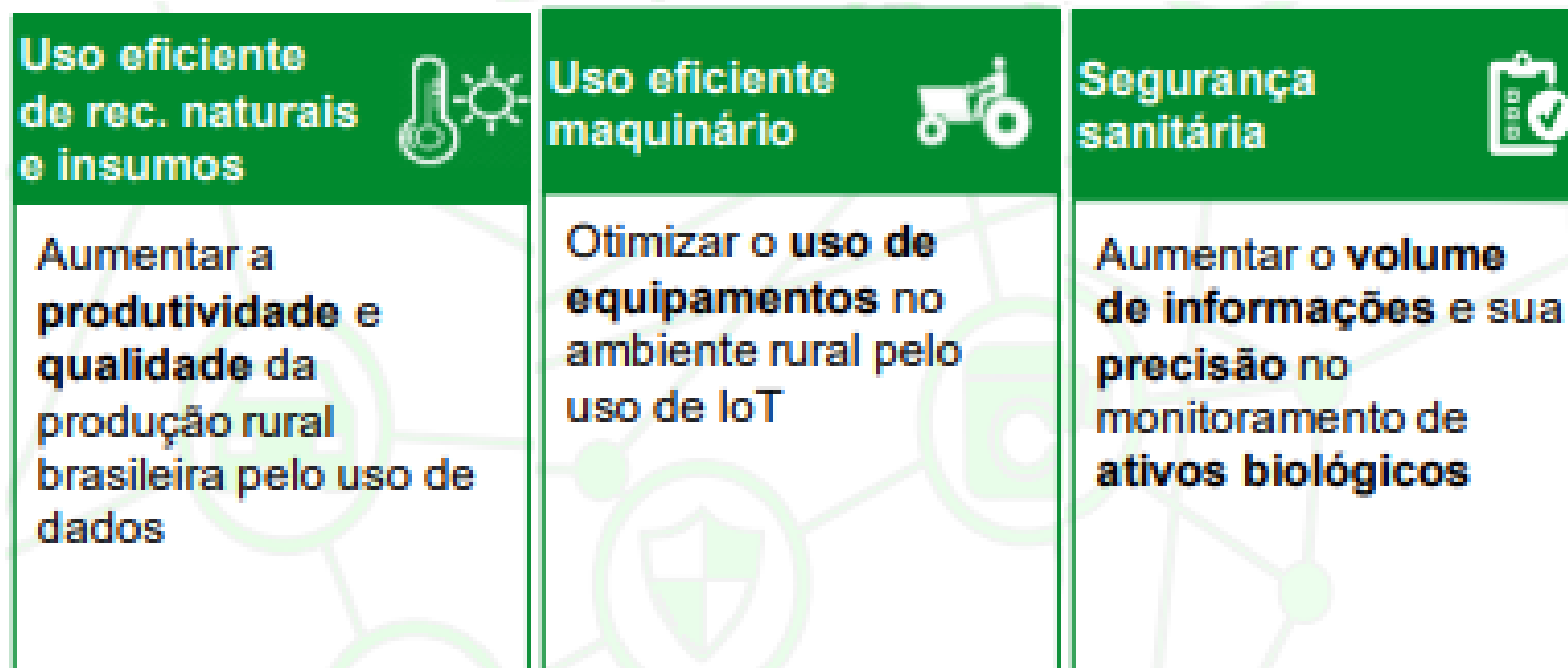 Uso eficiente
de rec. naturais
e insumos
Aumentar a
produtividade e
qualidade da
produção rural
brasileira pelo uso de
dados
Uso eficiente
maquinário
Otimizar o uso de
equipamentos no
ambiente rural pelo
uso de IoT
Segurança
sanitária
Aumentar o volume
de informações e sua
precisão no
monitoramento de
ativos biológicos